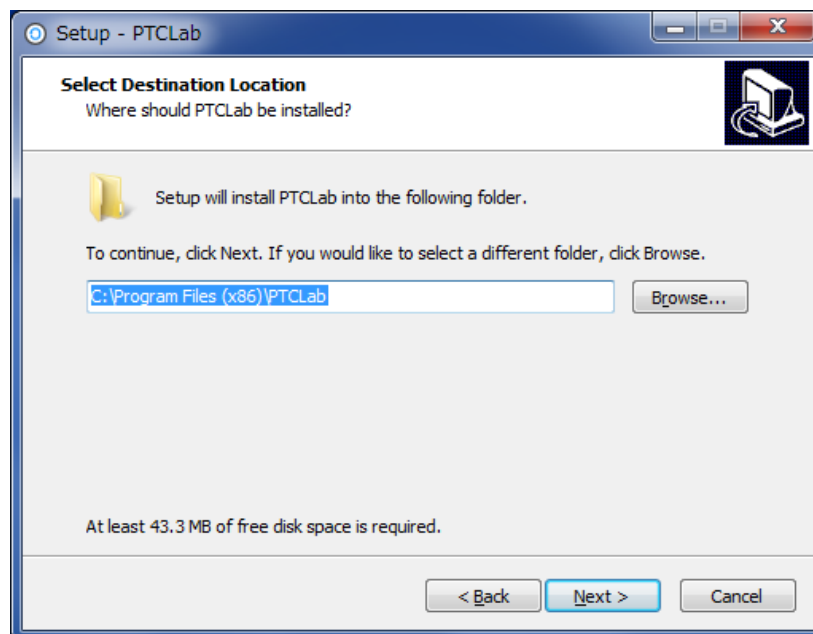 Setup - PTCLab
Select Destination Location
Where should PTCLab be installed?
Setup will install PTCLab into the following folder.
To continue, click Next. If you would like to select a different folder, click Browse.
C:\Program Files (x86)\PTCLab
Browse...
At least 43.3 MB of free disk space is required.
< Back
Next >
Cancel